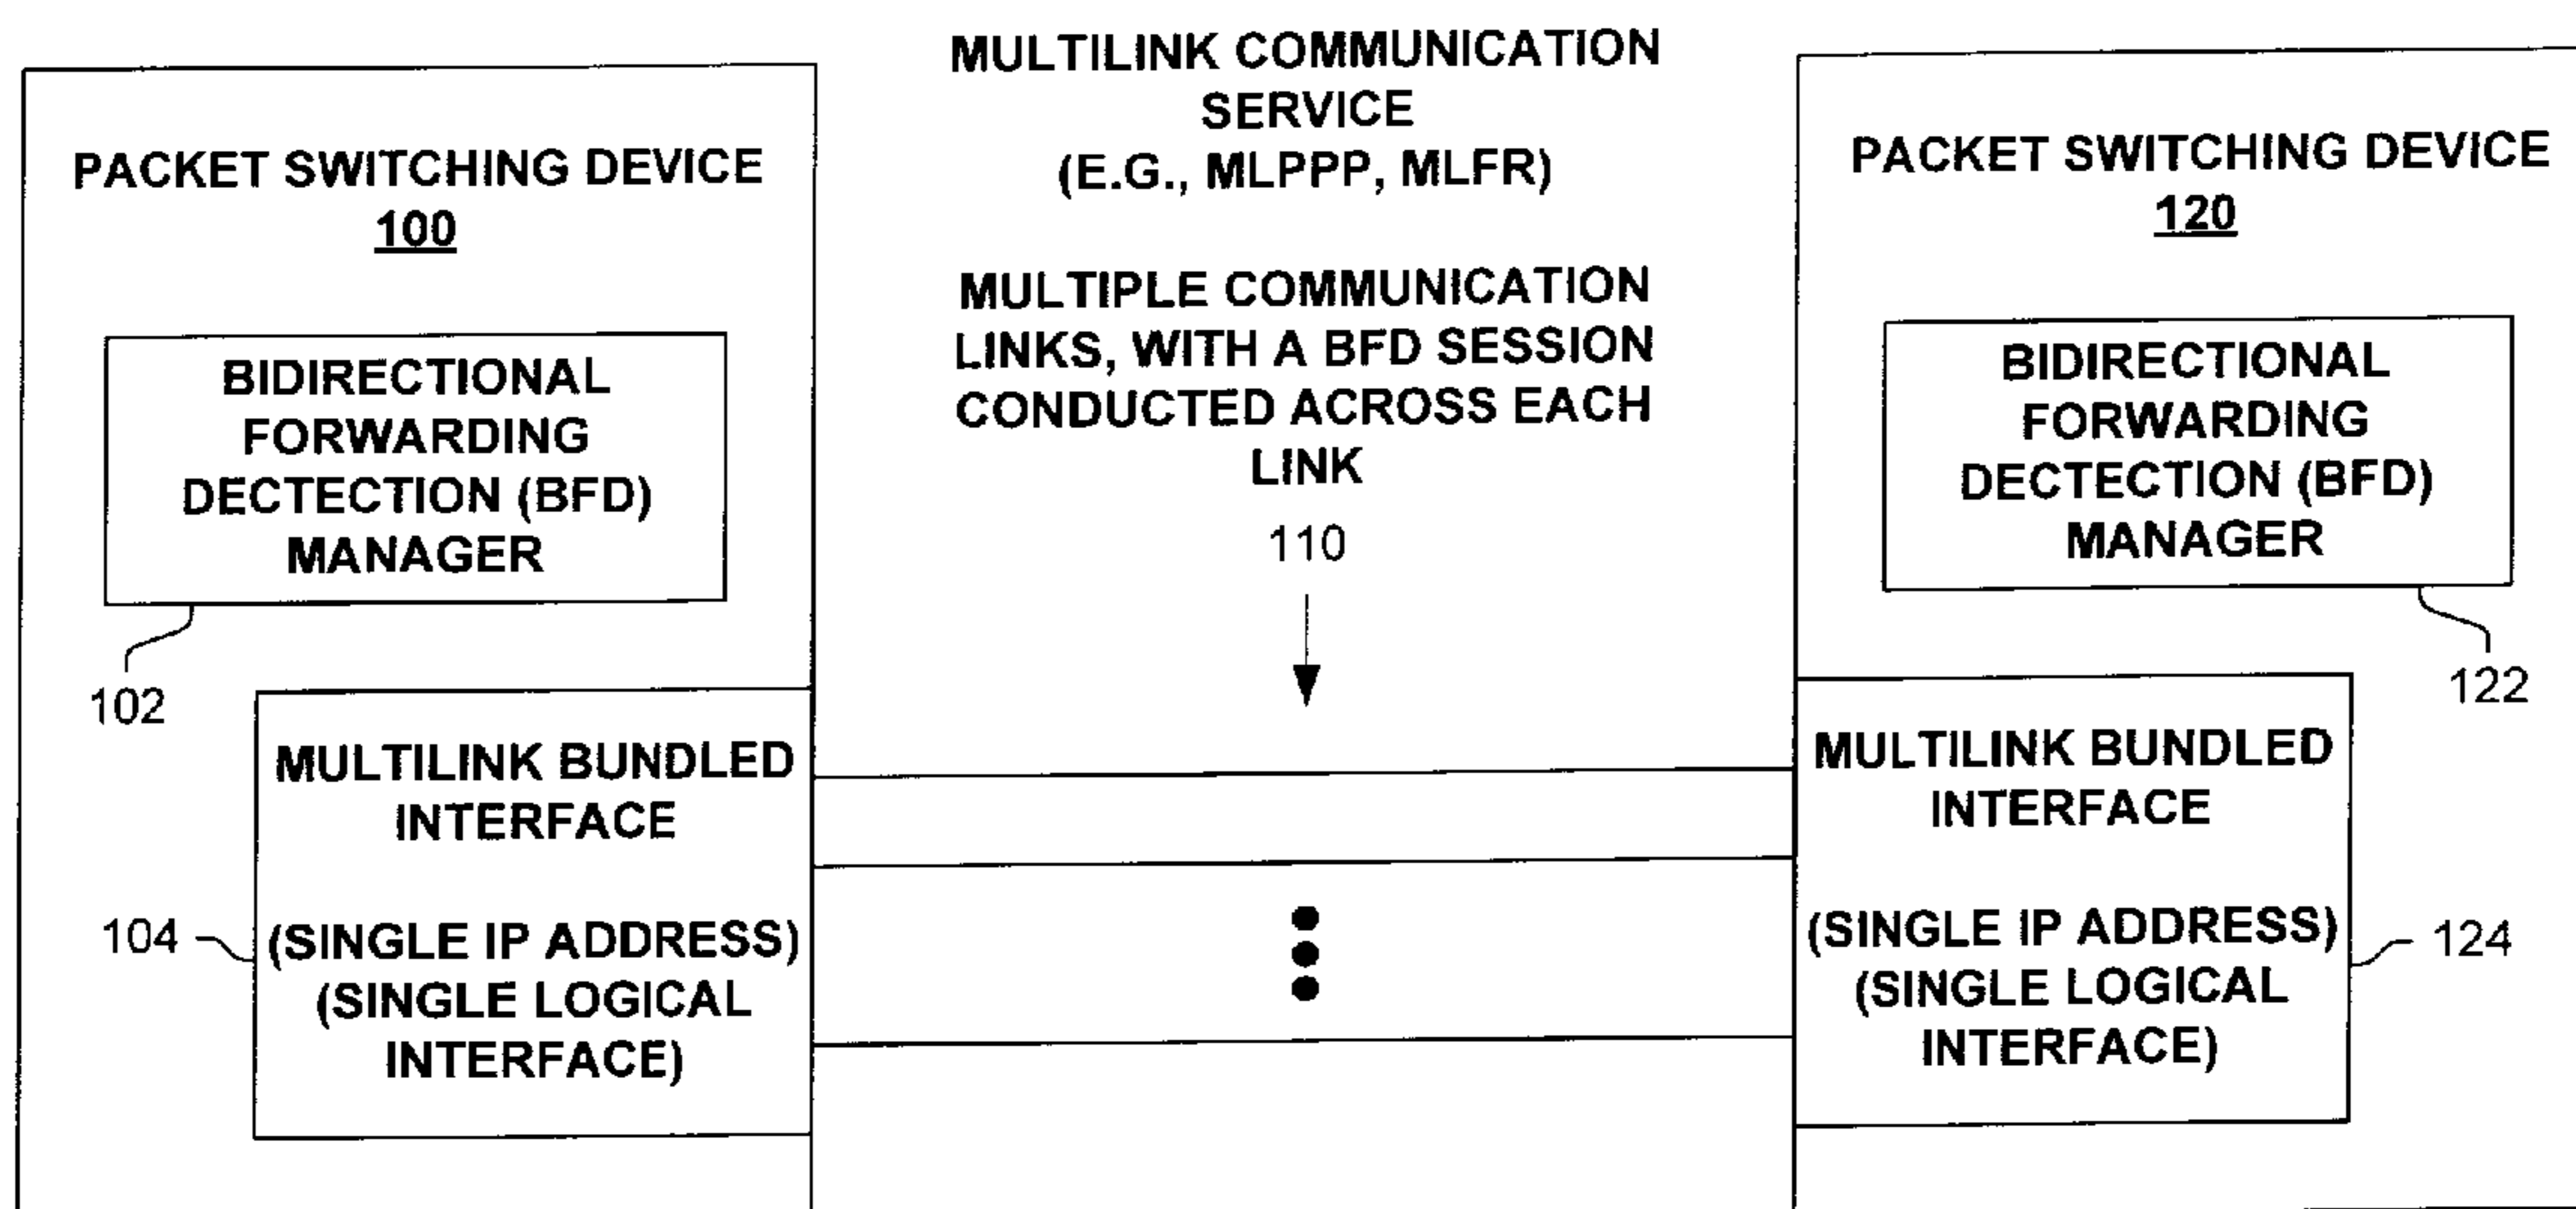 PACKET SWITCHING DEVICE
100
BIDIRECTIONAL
FORWARDING
DECTECTION (BFD)
MANAGER
102
MULTILINK BUNDLED
INTERFACE
(SINGLE IP ADDRESS)
(SINGLE LOGICAL
INTERFACE)
104
MULTILINK COMMUNICATION
SERVICE
(E.G., MLPPP, MLFR)
MULTIPLE COMMUNICATION
LINKS, WITH A BFD SESSION
CONDUCTED ACROSS EACH
LINK
110
PACKET SWITCHING DEVICE
120
BIDIRECTIONAL
FORWARDING
DECTECTION (BFD)
MANAGER
122
MULTILINK BUNDLED
INTERFACE
(SINGLE IP ADDRESS)
(SINGLE LOGICAL
INTERFACE)
124